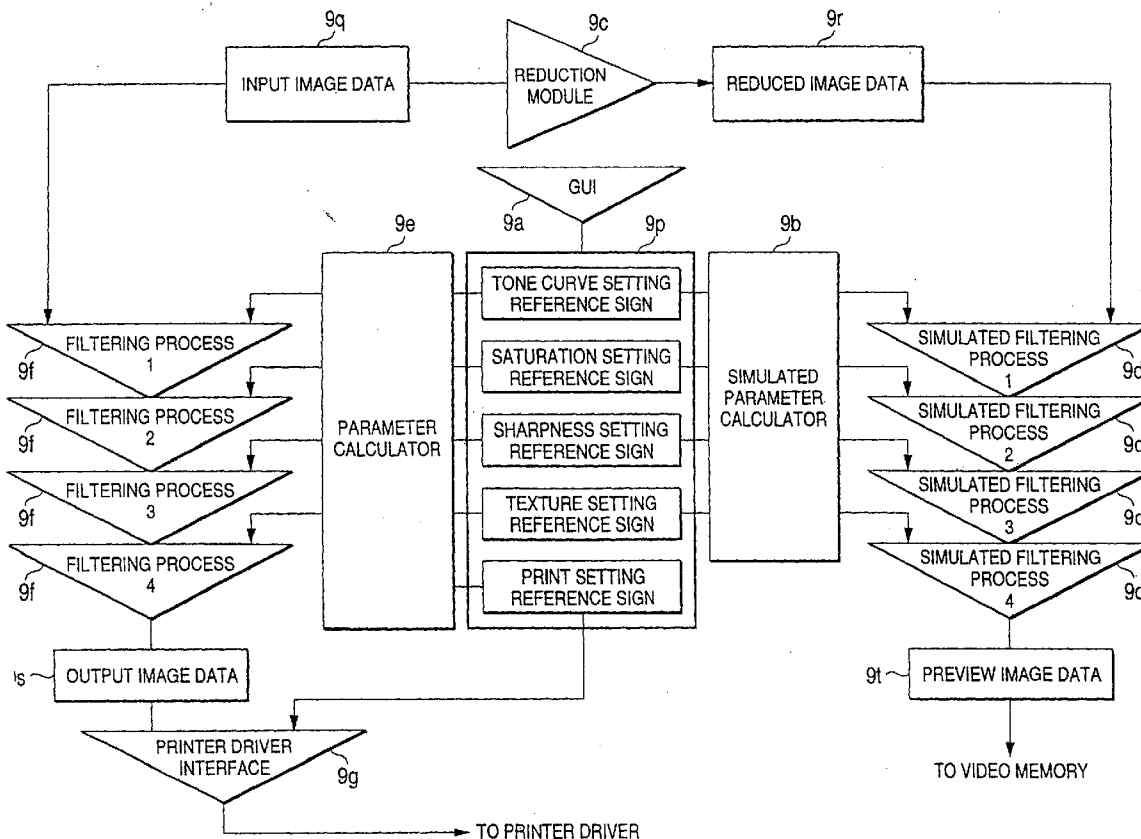 9q
9c
9r
INPUT IMAGE DATA
REDUCTION
MODULE
REDUCED IMAGE DATA
GUI
9a
9e
9p
9b
TONE CURVE SETTING
REFERENCE SIGN
SATURATION SETTING
REFERENCE SIGN
SHARPNESS SETTING
REFERENCE SIGN
TEXTURE SETTING
REFERENCE SIGN
PRINT SETTING
REFERENCE SIGN
PARAMETER
CALCULATOR
SIMULATED
PARAMETER
CALCULATOR
FILTERING PROCESS
1
9f
FILTERING PROCESS
2
9f
FILTERING PROCESS
3
9f
FILTERING PROCESS
4
9f
SIMULATED FILTERING
PROCESS
1
9d
SIMULATED FILTERING
PROCESS
2
9d
SIMULATED FILTERING
PROCESS
3
9d
SIMULATED FILTERING
PROCESS
4
9d
OUTPUT IMAGE DATA
9t
PREVIEW IMAGE DATA
PRINTER DRIVER
INTERFACE
9g
TO VIDEO MEMORY
TO PRINTER DRIVER